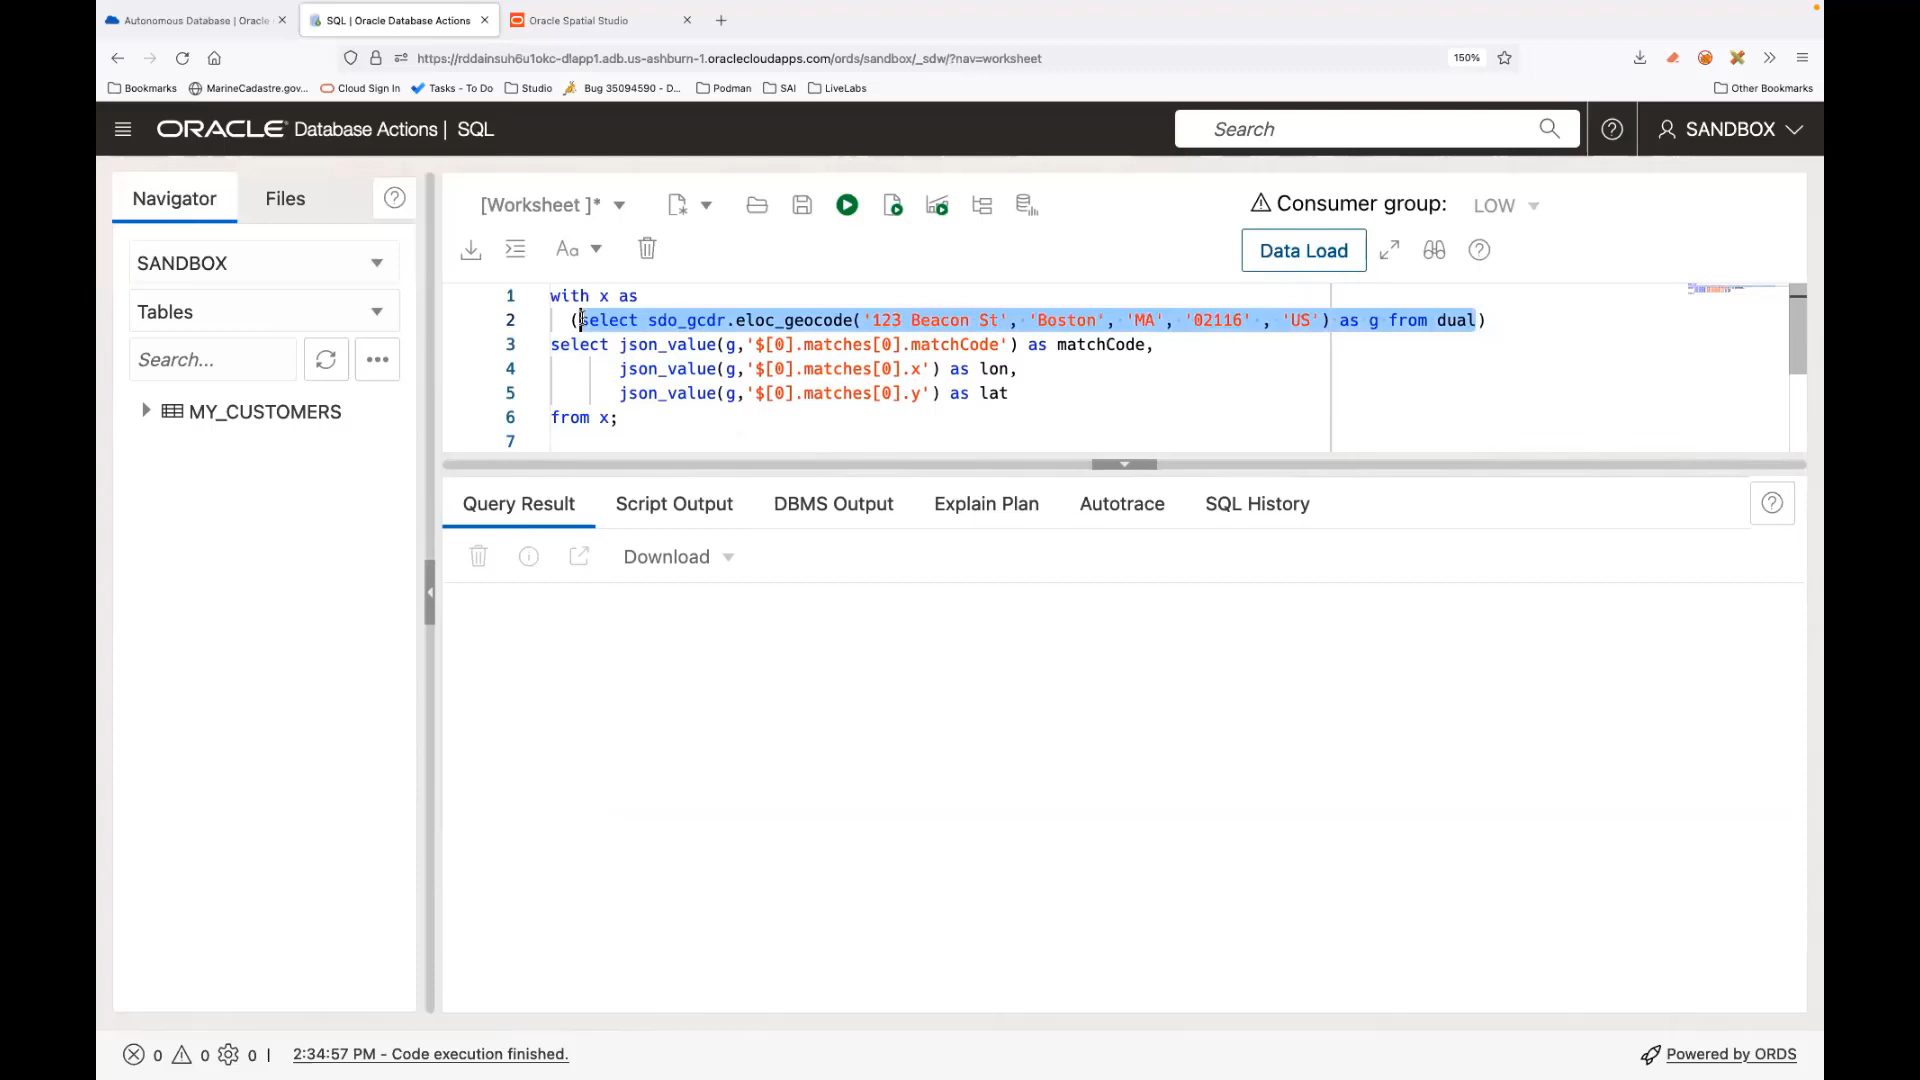 Autonomous Database | Oracle
SQL | Oracle Database Actions
Oracle Spatial Studio
https://rddainsuh6u1okc-dlapp1.adb.us-ashburn-1.oraclecloudapps.com/ords/sandbox/_sdw/?nav=worksheet
150%
Bookmarks
MarineCadastre.gov...
Cloud Sign In
Tasks - To Do
Studio
Bug 35094590 - D...
Podman
SAI
LiveLabs
Other Bookmarks
ORACLE Database Actions | SQL
Search
SANDBOX
Navigator
Files
[Worksheet ]*
Consumer group:
LOW
Aa
Data Load
SANDBOX
Tables
Search...
MY_CUSTOMERS
1 with x as
2 (select sdo_gcdr.eloc_geocode('123 Beacon St', 'Boston', 'MA', '02116' , 'US') as g from dual)
3 select json_value(g,'$[0].matches[0].matchCode') as matchCode,
4 json_value(g,'$[0].matches[0].x') as lon,
5 json_value(g,'$[0].matches[0].y') as lat
6 from x;
7
Query Result
Script Output
DBMS Output
Explain Plan
Autotrace
SQL History
Download
0 0 0 | 2:34:57 PM - Code execution finished.
Powered by ORDS